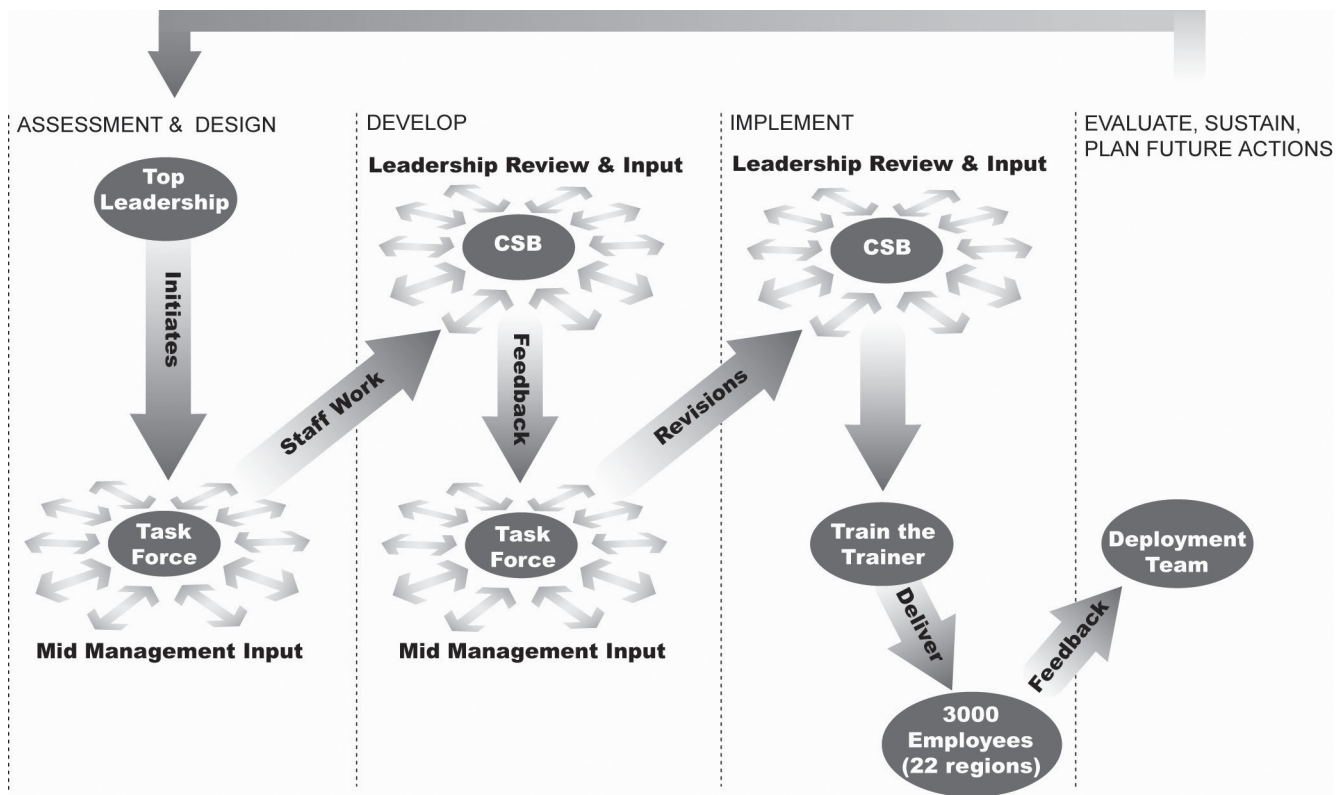 ASSESSMENT & DESIGN
Top
Leadership
Initiates
Task
Force
Mid Management Input
Staff Work
DEVELOP
Leadership Review & Input
CSB
Feedback
Task
Force
Mid Management Input
Revisions
IMPLEMENT
Leadership Review & Input
CSB
Train the
Trainer
Deliver
3000
Employees
(22 regions)
Feedback
EVALUATE, SUSTAIN,
PLAN FUTURE ACTIONS
Deployment
Team